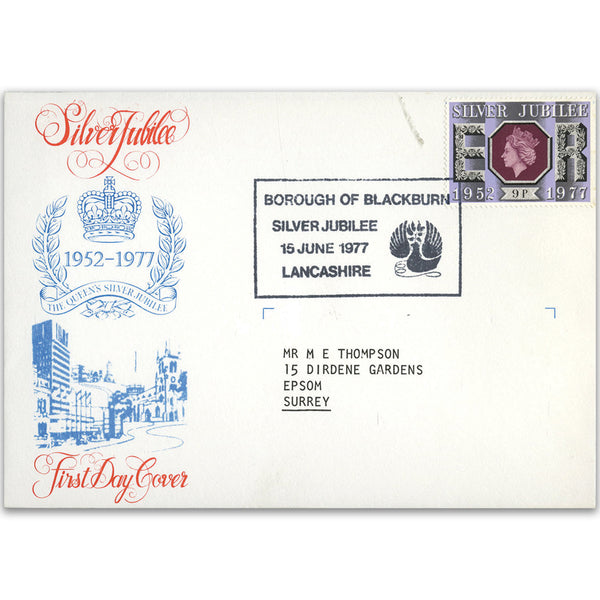 Silver Jubilee
1952-1977
THE QUEEN'S SILVER JUBILEE
First Day Cover
SILVER JUBILEE
E R
1952 9P 1977
BOROUGH OF BLACKBURN
SILVER JUBILEE
15 JUNE 1977
LANCASHIRE
MR M E THOMPSON
15 DIRDENE GARDENS
EPSOM
SURREY